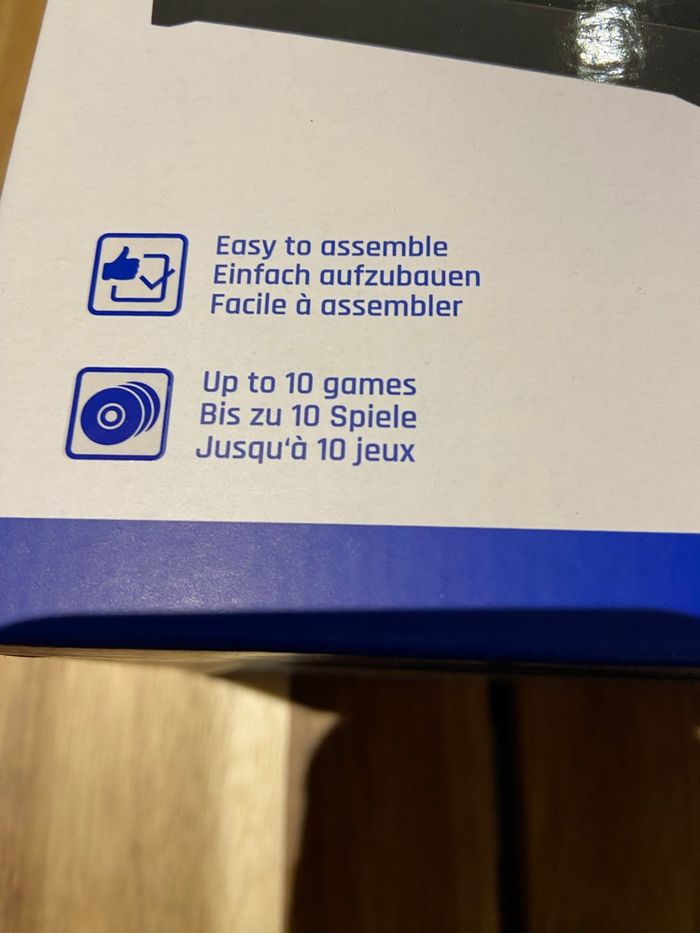 Easy to assemble
Einfach aufzubauen
Facile à assembler
Up to 10 games
Bis zu 10 Spiele
Jusqu‘à 10 jeux